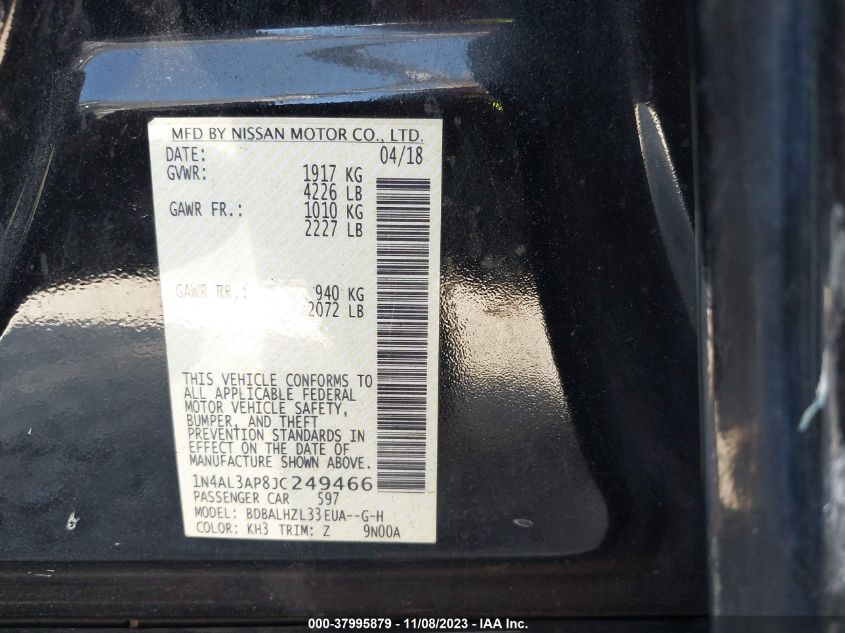 MFD BY NISSAN MOTOR CO., LTD.
DATE: 04/18
GVWR: 1917 KG
4226 LB
GAWR FR.: 1010 KG
2227 LB
GAWR RR.: 940 KG
2072 LB
THIS VEHICLE CONFORMS TO
ALL APPLICABLE FEDERAL
MOTOR VEHICLE SAFETY,
BUMPER, AND THEFT
PREVENTION STANDARDS IN
EFFECT ON THE DATE OF
MANUFACTURE SHOWN ABOVE.
1N4AL3AP8JC249466
PASSENGER CAR 597
MODEL: BDBALHZL33EUA--G-H
COLOR: KH3 TRIM: Z 9N00A
000-37995879 - 11/08/2023 - IAA Inc.